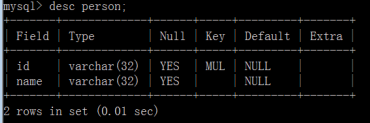 mysql> desc person;
+-------+-------------+------+-----+---------+-------+
| Field | Type        | Null | Key | Default | Extra |
+-------+-------------+------+-----+---------+-------+
| id    | varchar(32) | YES  | MUL | NULL    |       |
| name  | varchar(32) | YES  |     | NULL    |       |
+-------+-------------+------+-----+---------+-------+
2 rows in set (0.01 sec)